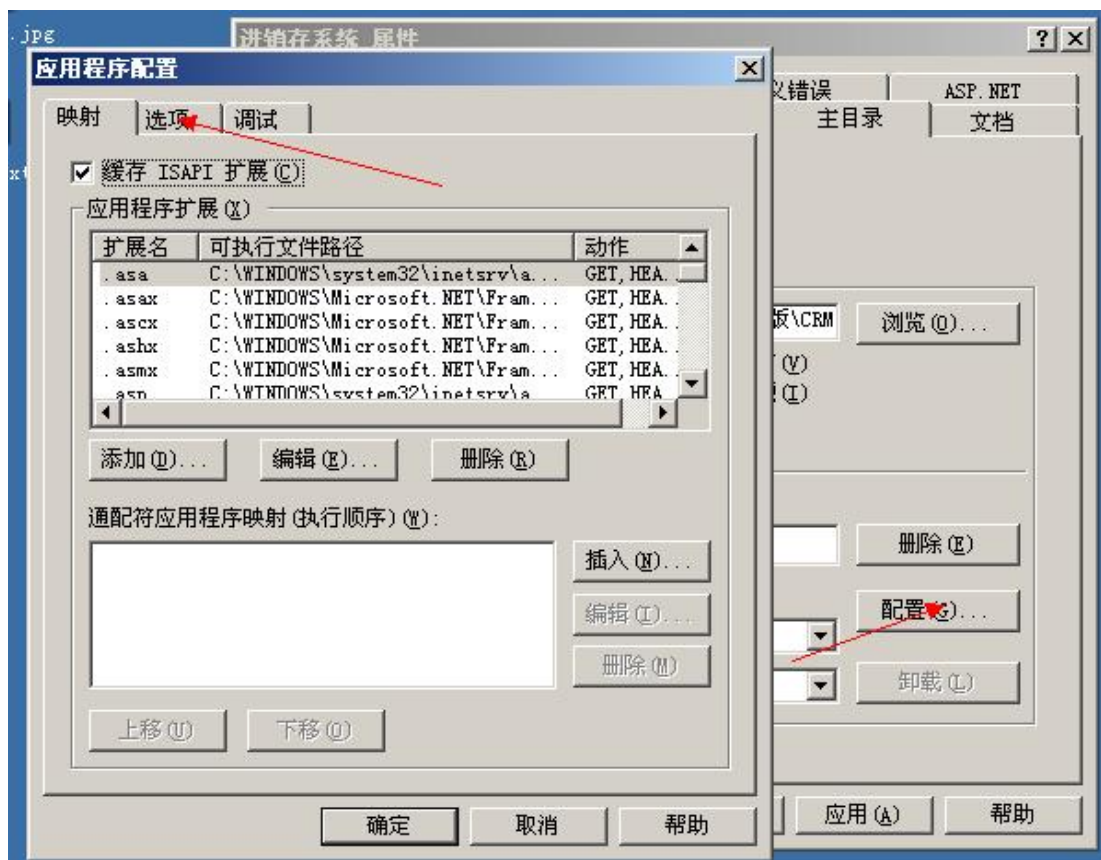 .jpg
进销存系统 属性
应用程序配置
义错误
ASP.NET
映射
选项
调试
主目录
文档
缓存 ISAPI 扩展(C)
应用程序扩展(X)
扩展名 可执行文件路径 动作
.asa C:\WINDOWS\system32\inetsrv\a... GET,HEA...
.asax C:\WINDOWS\Microsoft.NET\Fram... GET,HEA...
.ascx C:\WINDOWS\Microsoft.NET\Fram... GET,HEA...
.ashx C:\WINDOWS\Microsoft.NET\Fram... GET,HEA...
.asmx C:\WINDOWS\Microsoft.NET\Fram... GET,HEA...
.asp C:\WINDOWS\system32\inetsrv\a... GET,HEA...
版\CRM
浏览(O)...
(V)
(I)
添加(D)...
编辑(E)...
删除(R)
通配符应用程序映射(执行顺序)(W):
插入(N)...
编辑(T)...
删除(M)
删除(E)
配置(G)...
卸载(L)
上移(U)
下移(O)
确定
取消
帮助
应用(A)
帮助